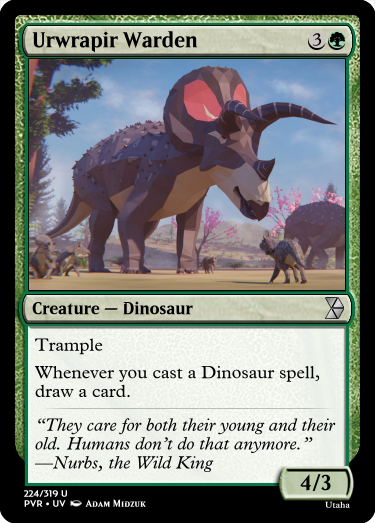 Urwrapir Warden 3
Creature — Dinosaur
Trample
Whenever you cast a Dinosaur spell,
draw a card.
“They care for both their young and their
old. Humans don’t do that anymore.”
—Nurbs, the Wild King
4/3
224/319 U
PVR • UV Adam Midzuk
Utaha